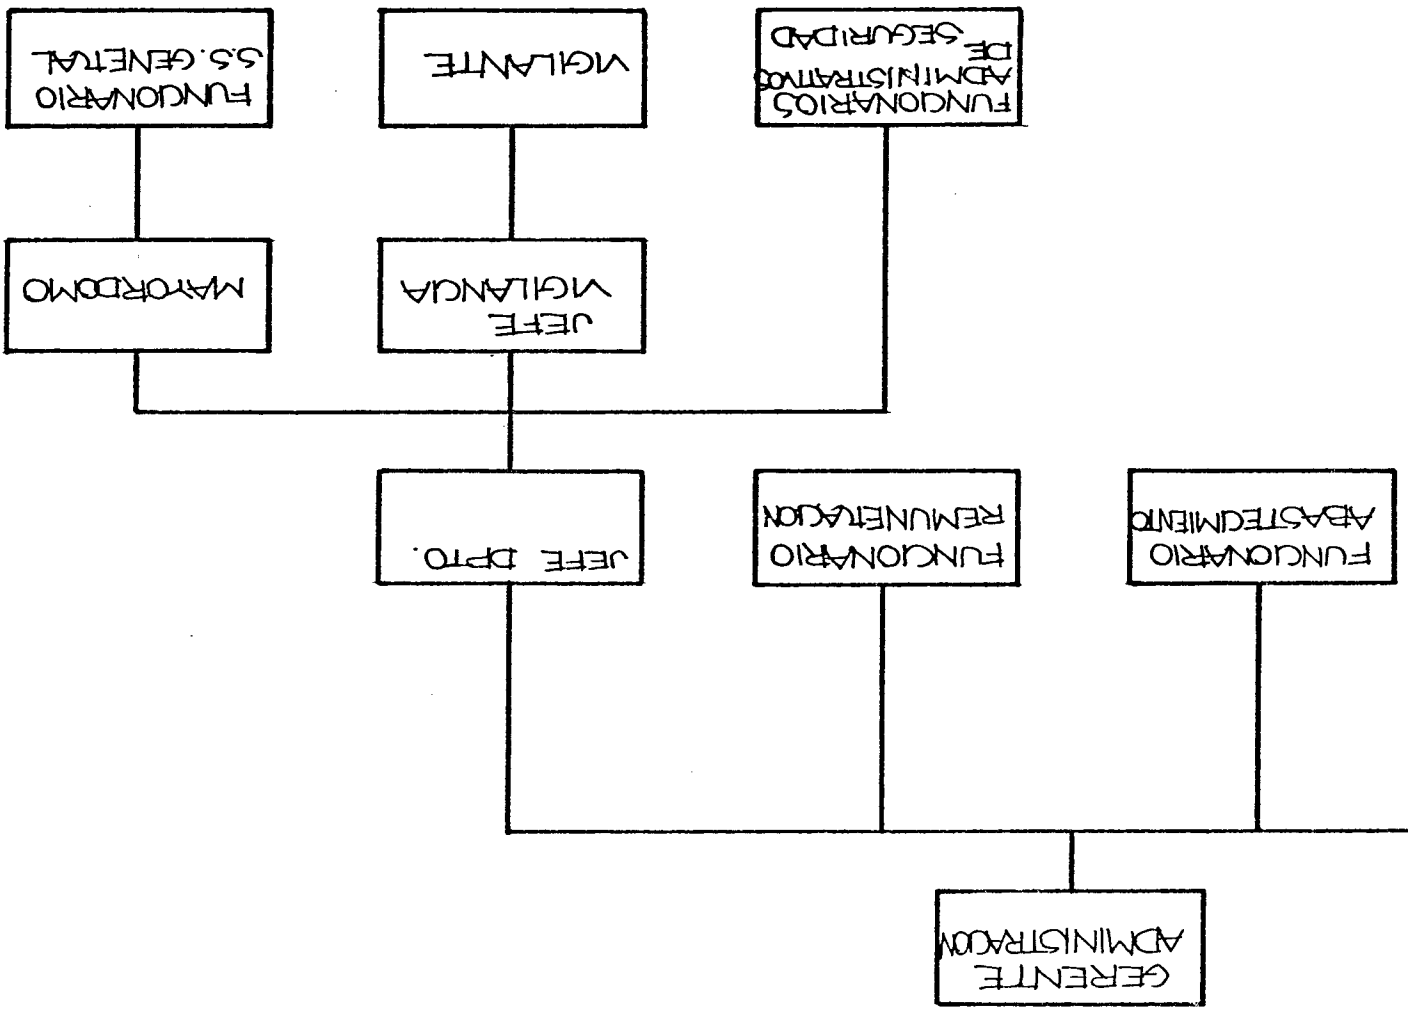 GERENTE
ADMINISTRACION
FUNCIONARIO
ABASTECIMIENTO
FUNCIONARIO
REMUNERACION
JEFE DPTO.
JEFE
VIGILANCIA
MAYORDOMO
FUNCIONARIOS
ADMINISTRATIVOS
DE
SEGURIDAD
VIGILANTE
FUNCIONARIO
S.S. GENERAL